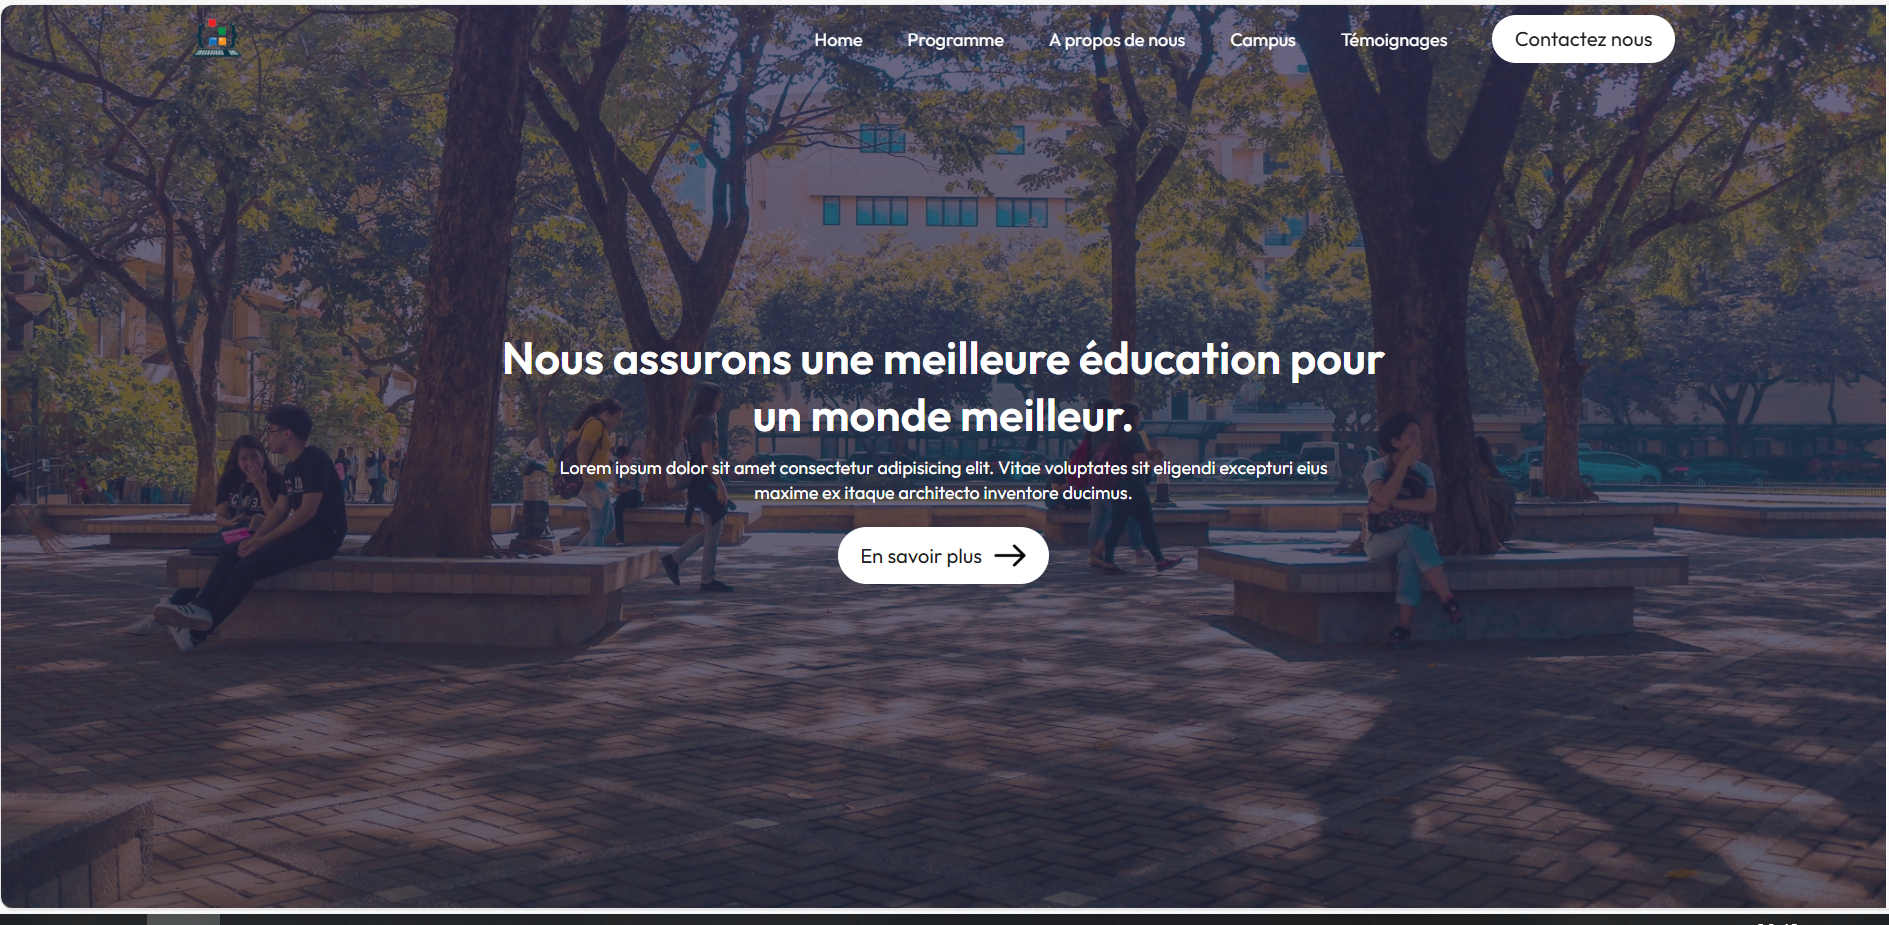 Home Programme A propos de nous Campus Témoignages Contactez nous
Nous assurons une meilleure éducation pour
un monde meilleur.
Lorem ipsum dolor sit amet consectetur adipisicing elit. Vitae voluptates sit eligendi excepturi eius
maxime ex itaque architecto inventore ducimus.
En savoir plus